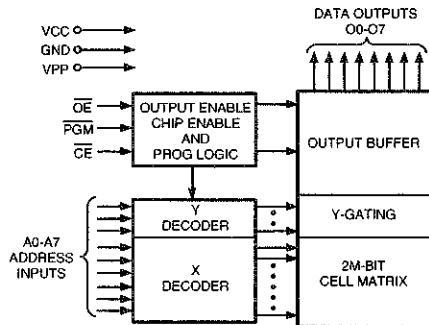 DATA OUTPUTS
O0-O7
VCC
GND
VPP
OE
PGM
CE
OUTPUT ENABLE
CHIP ENABLE
AND
PROG LOGIC
OUTPUT BUFFER
A0-A7
ADDRESS
INPUTS
Y
DECODER
X
DECODER
Y-GATING
2M-BIT
CELL MATRIX